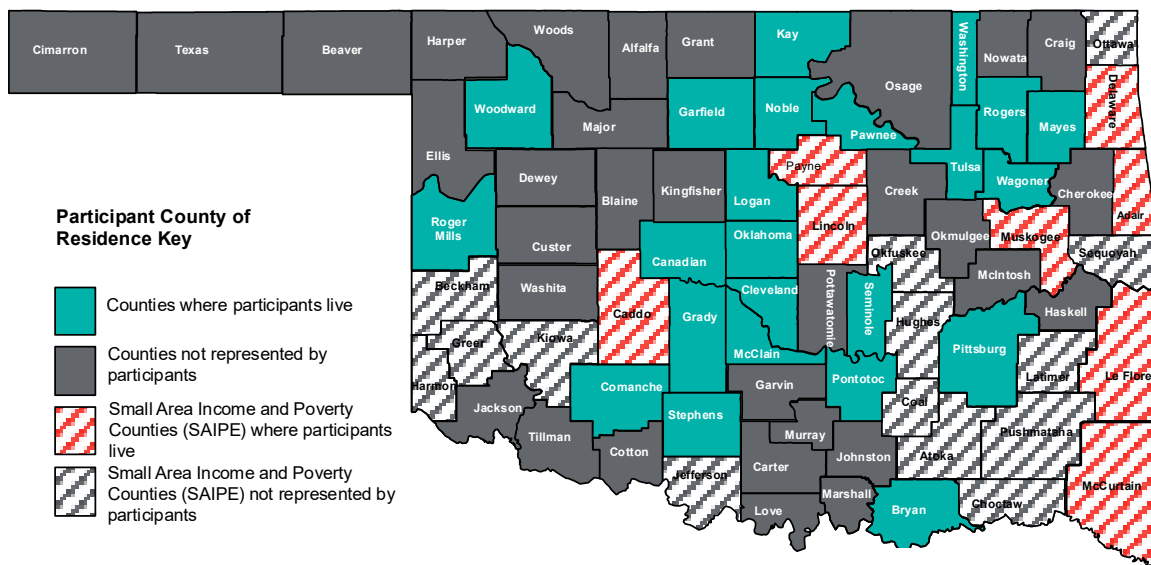 Cimarron
Texas
Beaver
Harper
Woods
Alfalfa
Grant
Kay
Osage
Washington
Nowata
Craig
Ottawa
Delaware
Woodward
Major
Garfield
Noble
Pawnee
Rogers
Mayes
Ellis
Dewey
Blaine
Kingfisher
Logan
Payne
Creek
Tulsa
Wagoner
Cherokee
Adair
Roger
Mills
Custer
Canadian
Oklahoma
Lincoln
Okfuskee
Okmulgee
Muskogee
Sequoyah
Beckham
Washita
Caddo
Grady
Cleveland
Pottawatomie
Seminole
Hughes
McIntosh
Haskell
Greer
Kiowa
McClain
Pittsburg
Latimer
Le Flore
Harmon
Jackson
Comanche
Stephens
Garvin
Pontotoc
Coal
Pushmataha
Tillman
Cotton
Jefferson
Carter
Murray
Johnston
Atoka
McCurtain
Love
Marshall
Bryan
Choctaw
Participant County of
Residence Key
Counties where participants live
Counties not represented by
participants
Small Area Income and Poverty
Counties (SAIPE) where participants
live
Small Area Income and Poverty
Counties (SAIPE) not represented by
participants